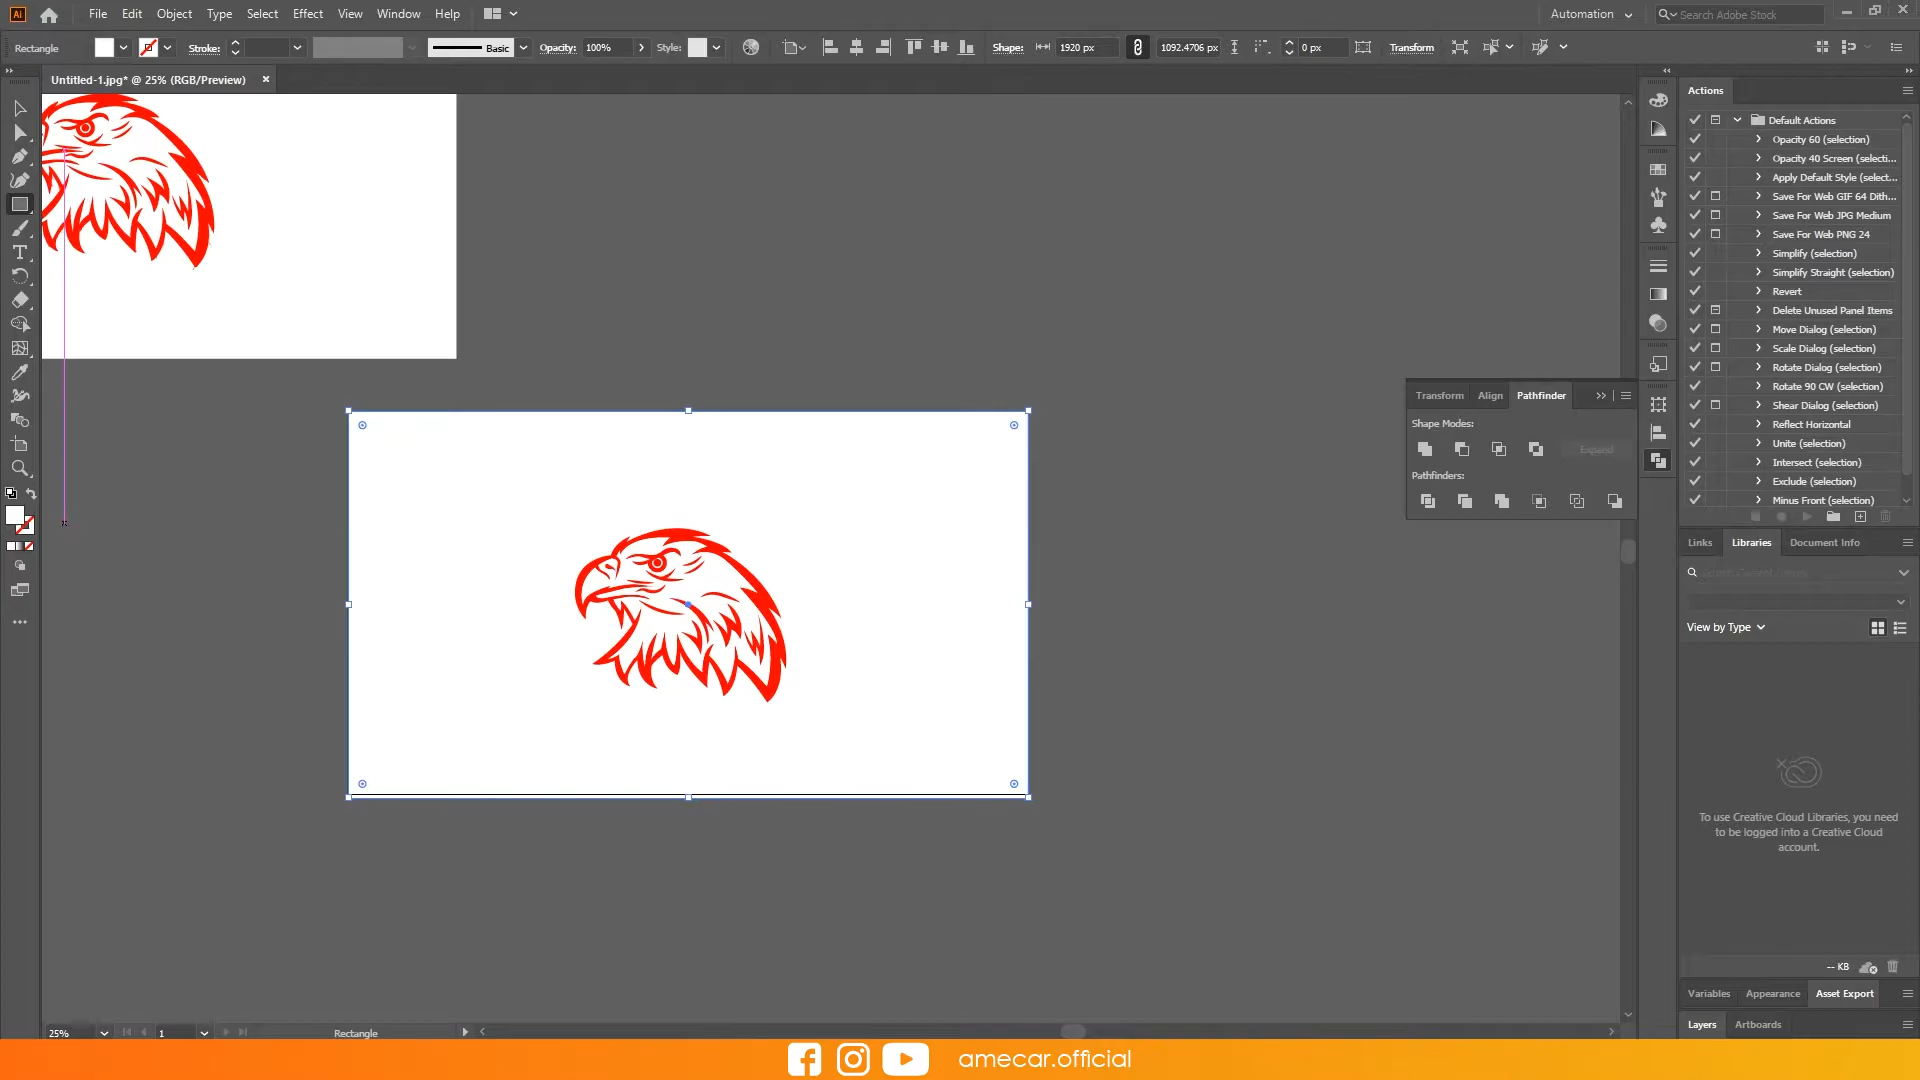 Ai
File Edit Object Type Select Effect View Window Help
Automation
Search Adobe Stock
Rectangle
Stroke:
Basic
Opacity: 100%
Style:
Shape: 1920 px 1092.4706 px 0 px
Transform
Untitled-1.jpg* @ 25% (RGB/Preview)
Actions
Default Actions
Opacity 60 (selection)
Opacity 40 Screen (selecti...
Apply Default Style (select...
Save For Web GIF 64 Dith...
Save For Web JPG Medium
Save For Web PNG 24
Simplify (selection)
Simplify Straight (selection)
Revert
Delete Unused Panel Items
Move Dialog (selection)
Scale Dialog (selection)
Rotate Dialog (selection)
Rotate 90 CW (selection)
Shear Dialog (selection)
Reflect Horizontal
Unite (selection)
Intersect (selection)
Exclude (selection)
Minus Front (selection)
Transform Align Pathfinder
Shape Modes:
Expand
Pathfinders:
Links Libraries Document Info
View by Type
To use Creative Cloud Libraries, you need
to be logged into a Creative Cloud
account.
-- KB
Variables Appearance Asset Export
Layers Artboards
25% 1 Rectangle
amecar.official